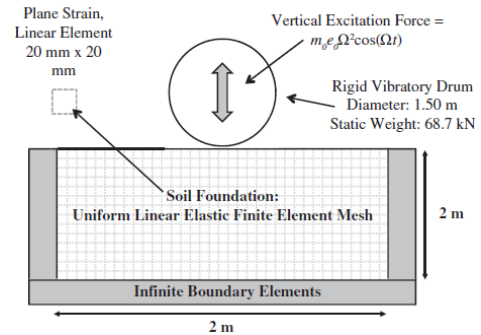 Plane Strain,
Linear Element
20 mm x 20
mm
Vertical Excitation Force =
mₒeₒΩ²cos(Ωt)
Rigid Vibratory Drum
Diameter: 1.50 m
Static Weight: 68.7 kN
Soil Foundation:
Uniform Linear Elastic Finite Element Mesh
2 m
Infinite Boundary Elements
2 m